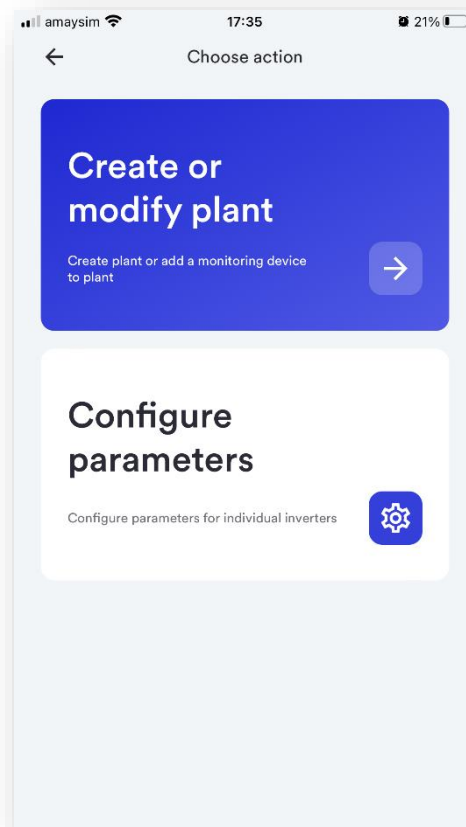 amaysim 17:35 21%
Choose action
Create or
modify plant
Create plant or add a monitoring device
to plant
Configure
parameters
Configure parameters for individual inverters